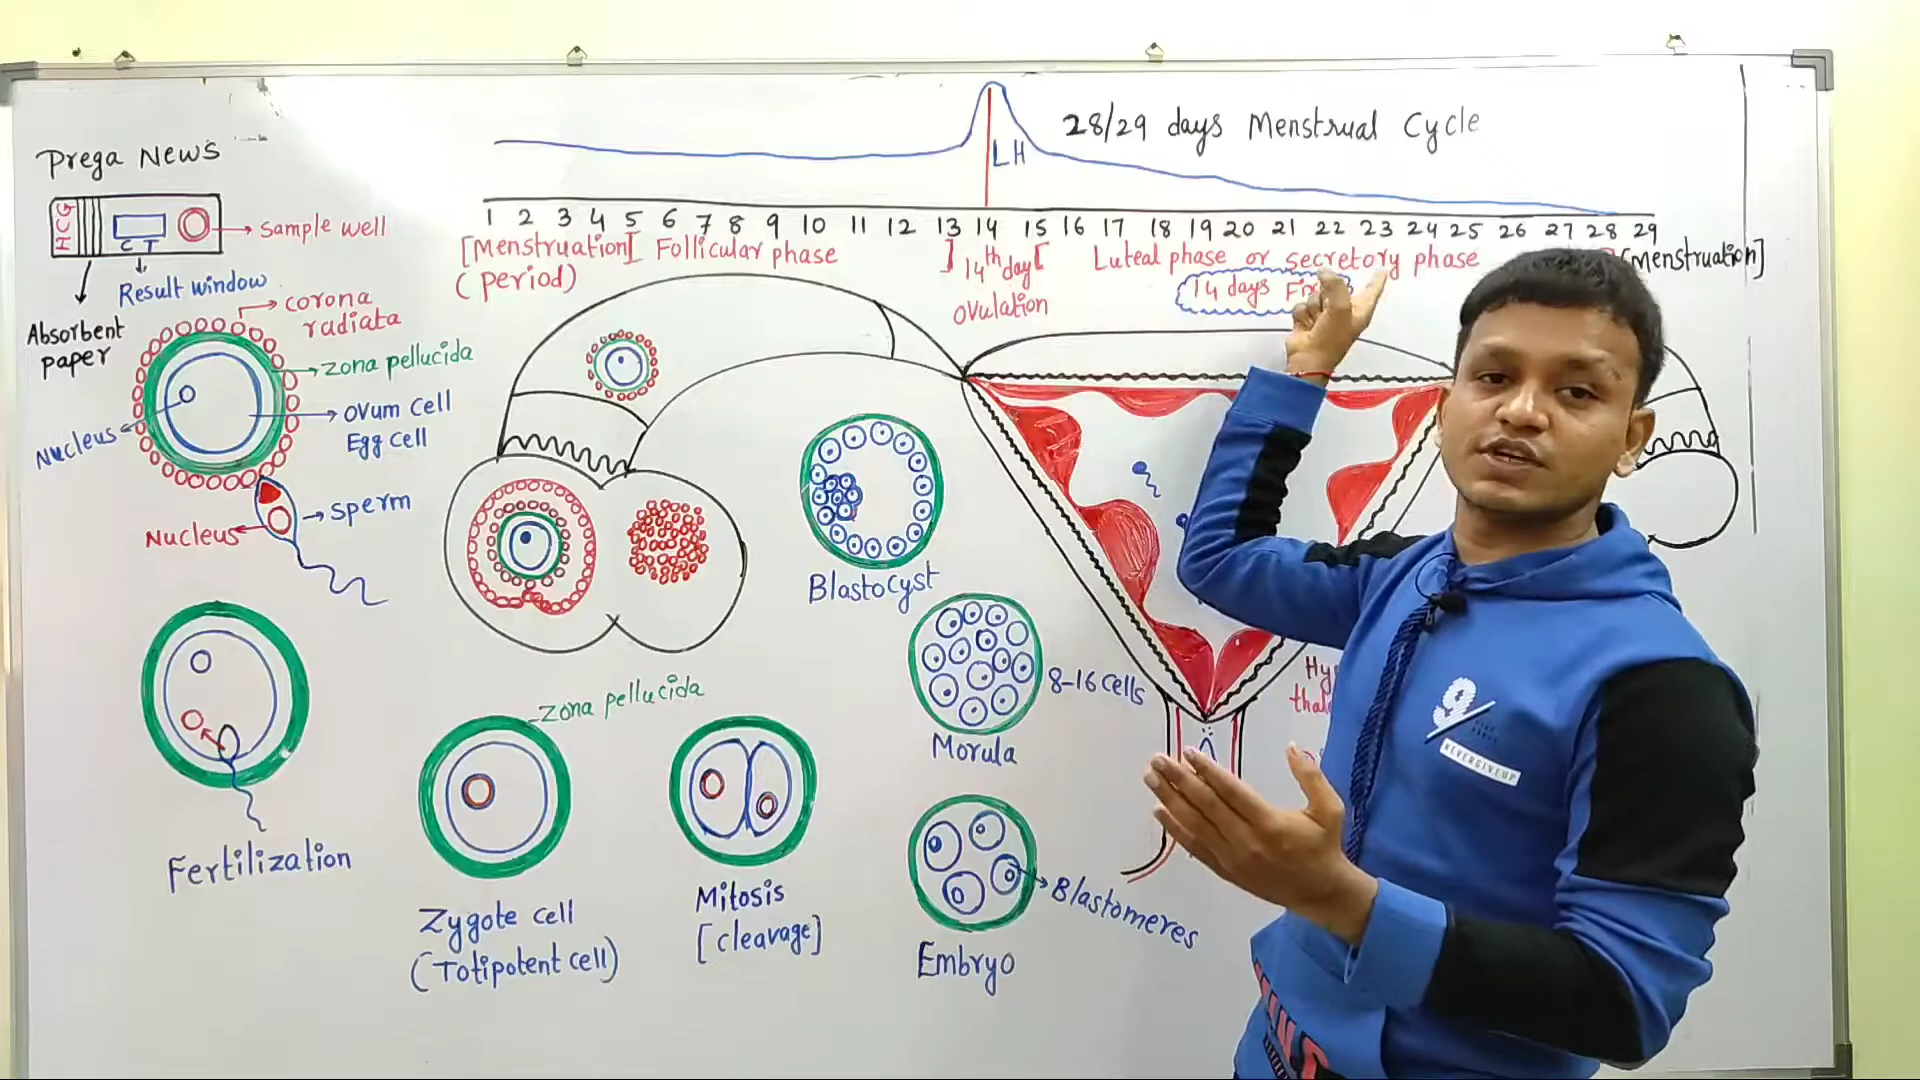 28/29 days Menstrual Cycle
LH
1 2 3 4 5 6 7 8 9 10 11 12 13 14 15 16 17 18 19 20 21 22 23 24 25 26 27 28 29
[Menstruation] [ Follicular phase ] 14th day [ Luteal phase or secretory phase [Menstruation]
(period)
ovulation
14 days
Prega News
HCG
C T
Sample well
Result window
Absorbent
paper
corona
radiata
zona pellucida
ovum cell
Egg cell
Nucleus
sperm
Nucleus
Fertilization
zona pellucida
Zygote cell
(Totipotent cell)
Mitosis
[cleavage]
Blastocyst
8-16 cells
Morula
Blastomeres
Embryo
9
NEVERGIVEUP